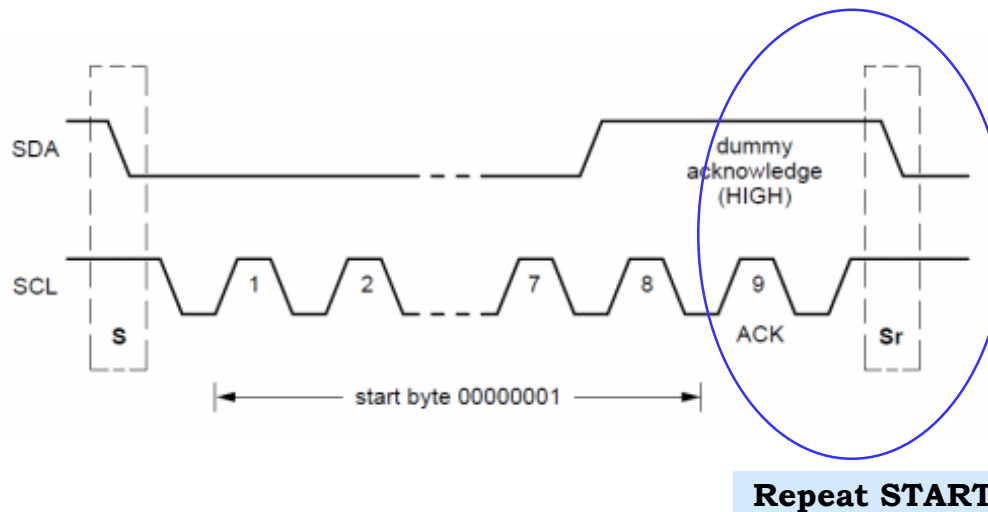 SDA
dummy
acknowledge
(HIGH)
SCL
1
2
7
8
9
S
ACK
Sr
start byte 00000001
Repeat START